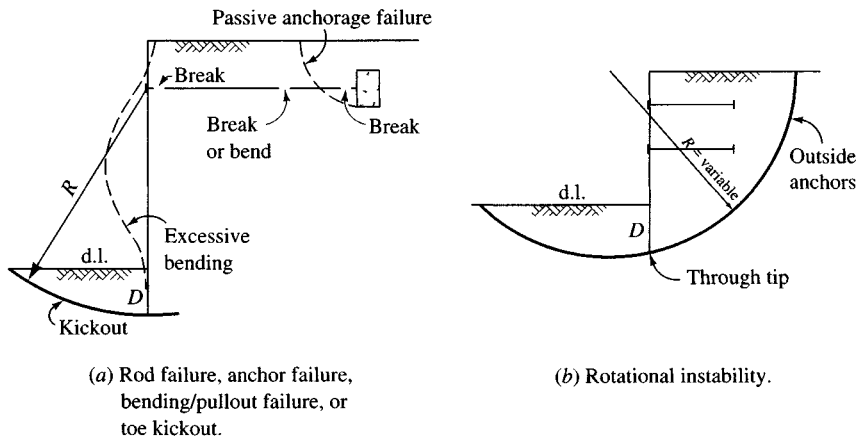 Passive anchorage failure
Break
Break
or bend
Break
R
Excessive
bending
d.l.
D
Kickout
(a) Rod failure, anchor failure,
bending/pullout failure, or
toe kickout.
R = variable
Outside
anchors
d.l.
D
Through tip
(b) Rotational instability.